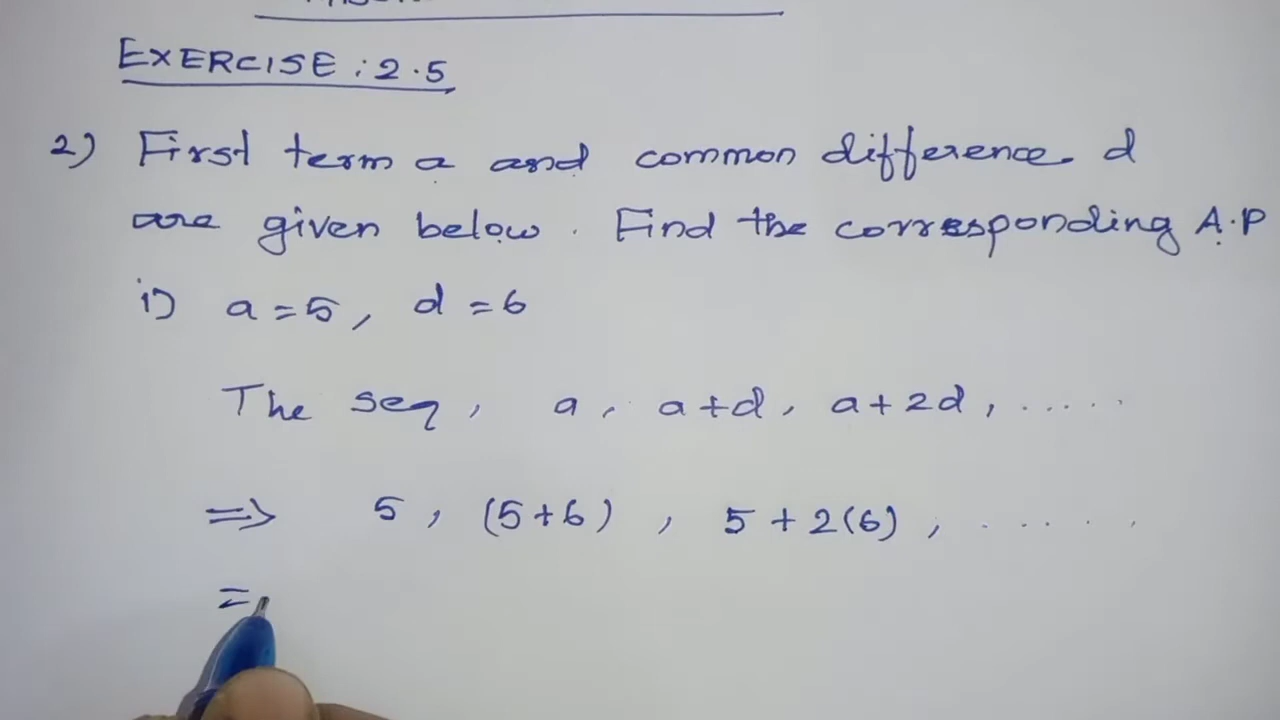 EXERCISE : 2.5
2) First term a and common difference d
are given below. Find the corresponding A.P
i) a = 5, d = 6
The seq, a, a+d, a+2d, .....
=> 5, (5+6), 5+2(6), .....
=